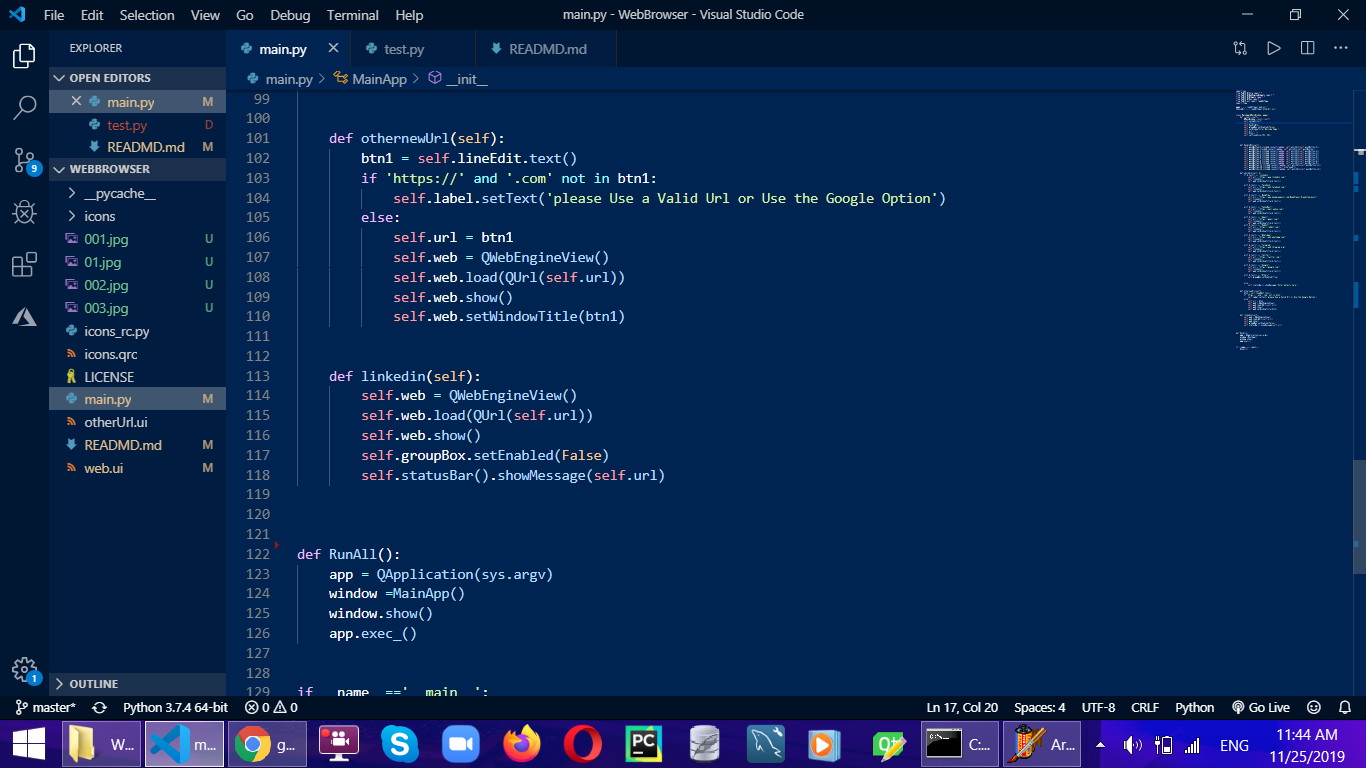 File Edit Selection View Go Debug Terminal Help main.py - WebBrowser - Visual Studio Code
EXPLORER
OPEN EDITORS
main.py M
test.py D
READMD.md M
WEBBROWSER
__pycache__
icons
001.jpg U
01.jpg U
002.jpg U
003.jpg U
icons_rc.py
icons.qrc
LICENSE
main.py M
otherUrl.ui
READMD.md M
web.ui M
OUTLINE
9
1
main.py test.py READMD.md
main.py > MainApp > __init__
99
100
101 def othernewUrl(self):
102 btn1 = self.lineEdit.text()
103 if 'https://' and '.com' not in btn1:
104 self.label.setText('please Use a Valid Url or Use the Google Option')
105 else:
106 self.url = btn1
107 self.web = QWebEngineView()
108 self.web.load(QUrl(self.url))
109 self.web.show()
110 self.web.setWindowTitle(btn1)
111
112
113 def linkedin(self):
114 self.web = QWebEngineView()
115 self.web.load(QUrl(self.url))
116 self.web.show()
117 self.groupBox.setEnabled(False)
118 self.statusBar().showMessage(self.url)
119
120
121
122 def RunAll():
123 app = QApplication(sys.argv)
124 window =MainApp()
125 window.show()
126 app.exec_()
127
128
129 if __name__=='__main__':
master* Python 3.7.4 64-bit 0 0 Ln 17, Col 20 Spaces: 4 UTF-8 CRLF Python Go Live
W... m... g... PC Qt C... Ar... ENG 11:44 AM
11/25/2019